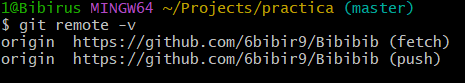 1@Bibirus MINGW64 ~/Projects/practica (master)
$ git remote -v
origin  https://github.com/6bibir9/Bibibib (fetch)
origin  https://github.com/6bibir9/Bibibib (push)